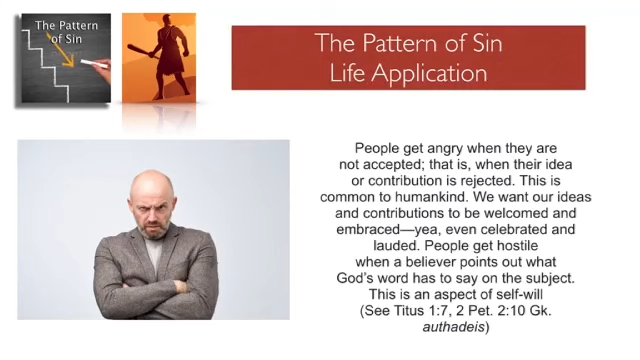 The Pattern
of Sin
The Pattern of Sin
Life Application
People get angry when they are
not accepted; that is, when their idea
or contribution is rejected. This is
common to humankind. We want our ideas
and contributions to be welcomed and
embraced—yea, even celebrated and
lauded. People get hostile
when a believer points out what
God's word has to say on the subject.
This is an aspect of self-will
(See Titus 1:7, 2 Pet. 2:10 Gk.
authadeis)